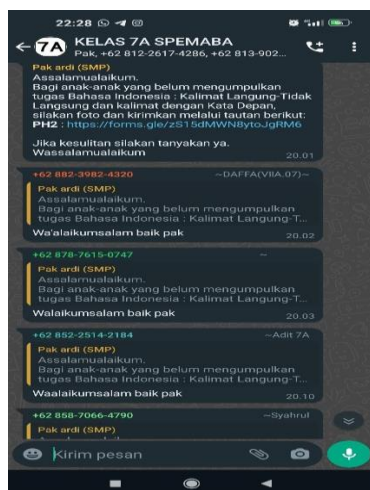 22:28
7A KELAS 7A SPEMABA
Pak, +62 812-2617-4286, +62 813-902...
Pak ardi (SMP)
Assalamualaikum.
Bagi anak-anak yang belum mengumpulkan
tugas Bahasa Indonesia : Kalimat Langung-Tidak
Langsung dan kalimat dengan Kata Depan,
silakan foto dan kirimkan melalui tautan berikut:
PH2 : https://forms.gle/zS15dMWN8ytoJgRM6
Jika kesulitan silakan tanyakan ya.
Wassalamualaikum
20.01
+62 882-3982-4320 ~DAFFA(VIIA.07)~
Pak ardi (SMP)
Assalamualaikum.
Bagi anak-anak yang belum mengumpulkan
tugas Bahasa Indonesia : Kalimat Langung-T...
Wa'alaikumsalam baik pak
20.02
+62 878-7615-0747 ~
Pak ardi (SMP)
Assalamualaikum.
Bagi anak-anak yang belum mengumpulkan
tugas Bahasa Indonesia : Kalimat Langung-T...
Walaikumsalam baik pak
20.03
+62 852-2514-2184 ~Adit 7A
Pak ardi (SMP)
Assalamualaikum.
Bagi anak-anak yang belum mengumpulkan
tugas Bahasa Indonesia : Kalimat Langung-T...
Waalaikumsalam baik pak
20.10
+62 858-7066-4790 ~Syahrul
Pak ardi (SMP)
Kirim pesan